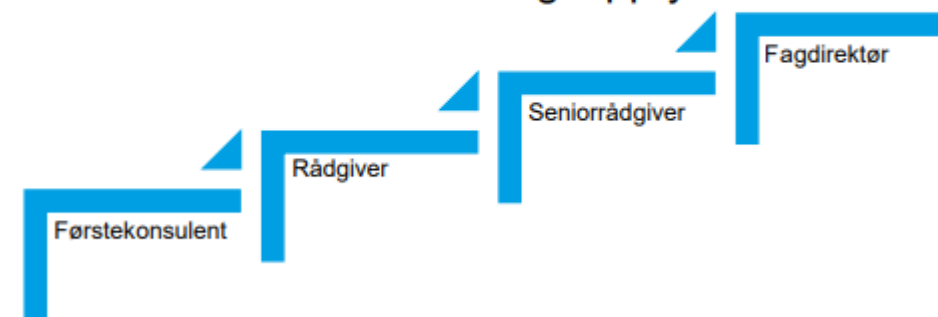 Fagdirektør
Seniorrådgiver
Rådgiver
Førstekonsulent